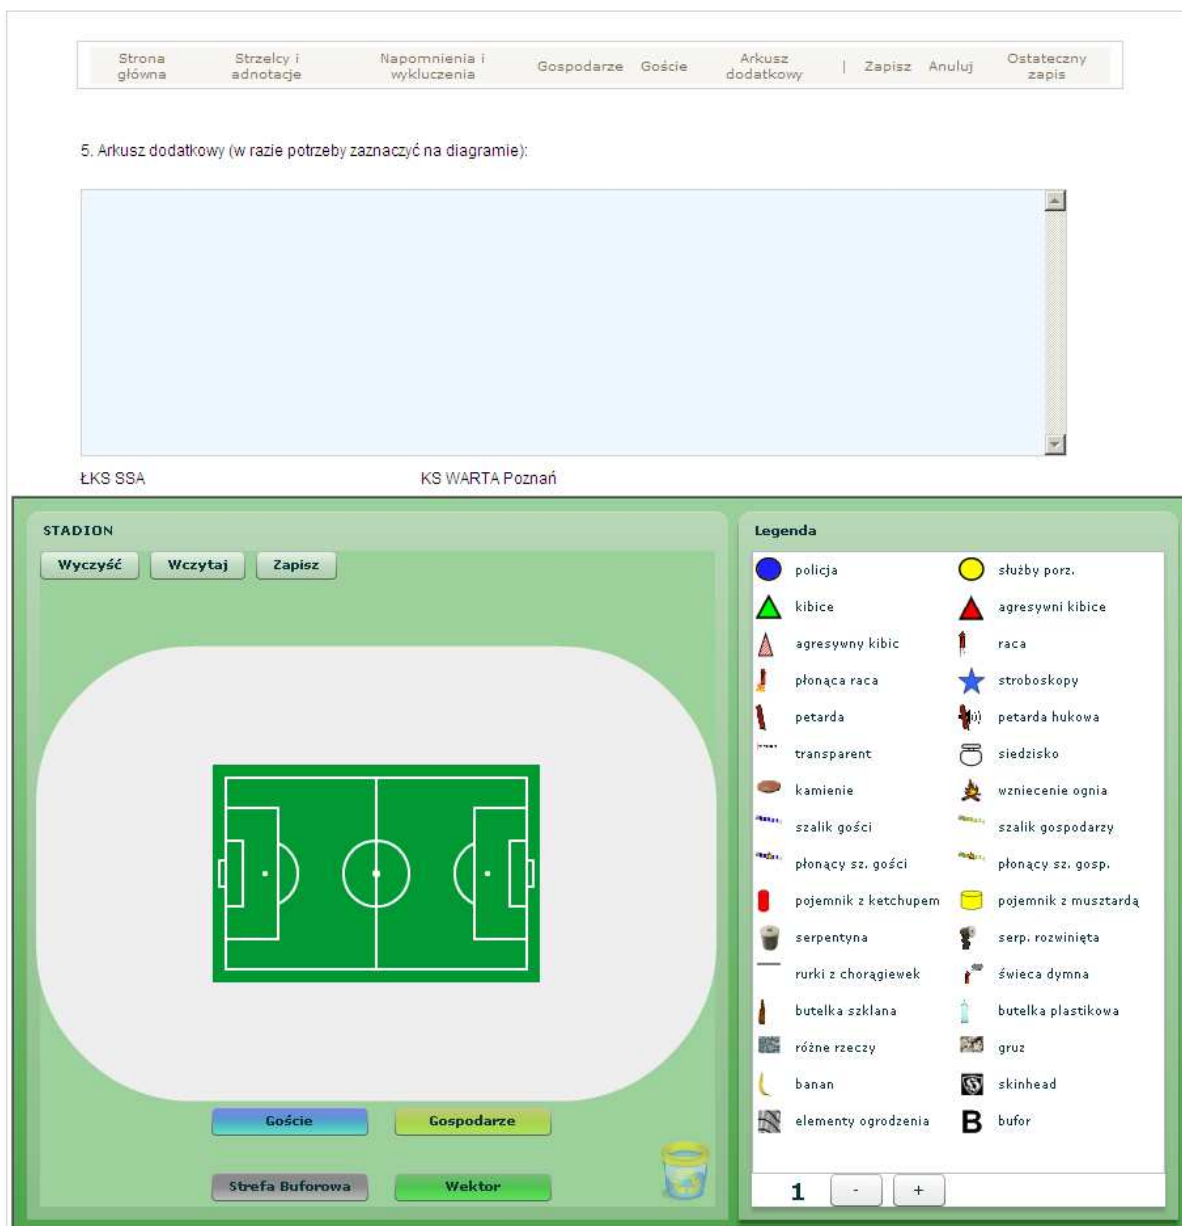 Strona główna
Strzelci i adnotacje
Napomnienia i wykluczenia
Gospodarze
Goście
Arkusz dodatkowy
|
Zapisz
Anuluj
Ostateczny zapis
5. Arkusz dodatkowy (w razie potrzeby zaznaczyć na diagramie):
ŁKS SSA
KS WARTA Poznań
STADION
Wyczyść
Wczytaj
Zapisz
Goście
Gospodarze
Strefa Buforowa
Wektor
Legenda
policja
służby porz.
kibice
agresywni kibice
agresywny kibic
raca
płonąca raca
stroboskopy
petarda
petarda hukowa
transparent
siedzisko
kamienie
wzniecenie ognia
szalik gości
szalik gospodarzy
płonący sz. gości
płonący sz. gosp.
pojemnik z ketchupem
pojemnik z musztardą
serpentyna
serp. rozwinięta
rurki z chorągiewek
świeca dymna
butelka szklana
butelka plastikowa
różne rzeczy
gruz
banan
skinhead
elementy ogrodzenia
B bufor
1
-
+